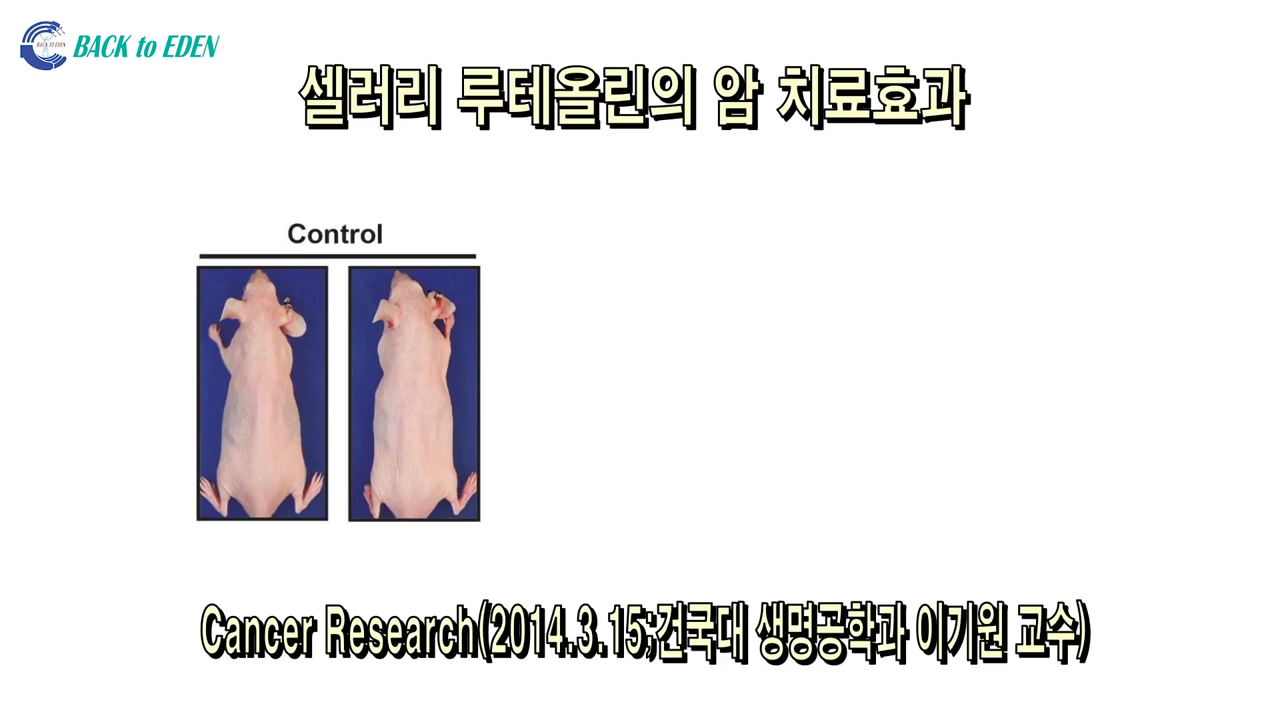 BACK to EDEN
셀러리 루테올린의 암 치료효과
Control
Cancer Research(2014.3.15;건국대 생명공학과 이기원 교수)